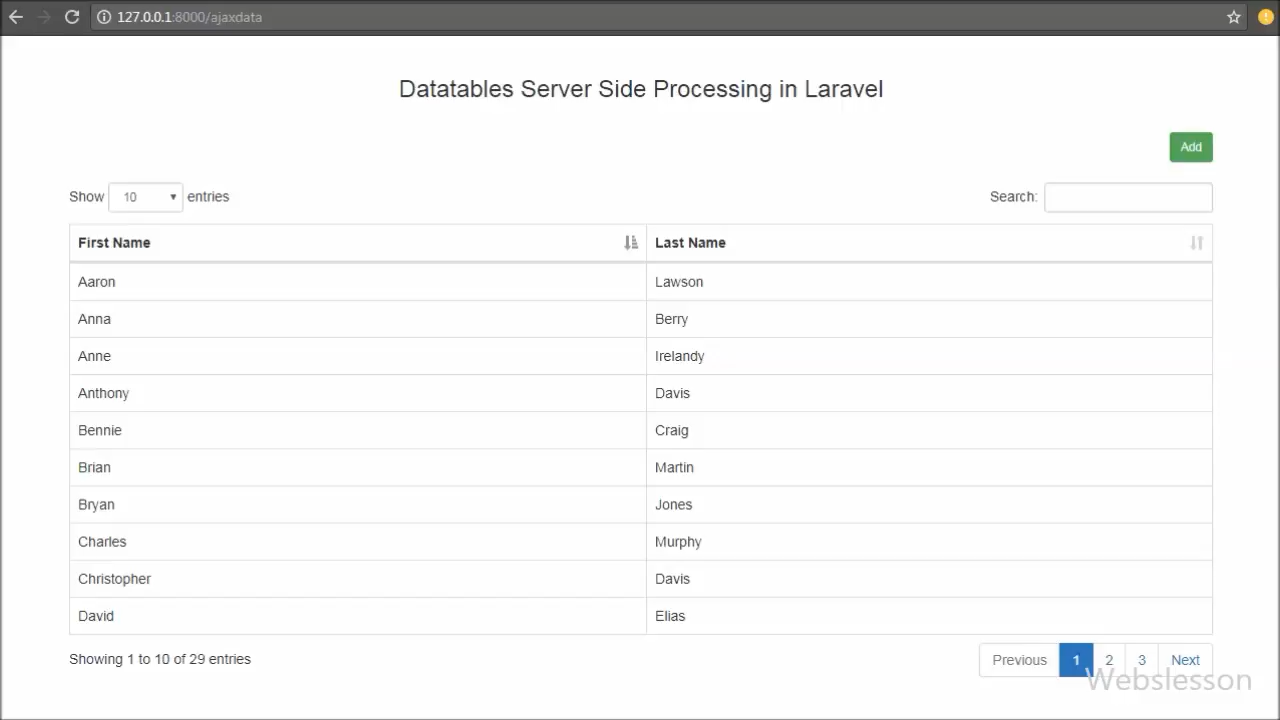 127.0.0.1:8000/ajaxdata
Datatables Server Side Processing in Laravel
Add
Show 10 entries Search:
First Name Last Name
Aaron Lawson
Anna Berry
Anne Irelandy
Anthony Davis
Bennie Craig
Brian Martin
Bryan Jones
Charles Murphy
Christopher Davis
David Elias
Showing 1 to 10 of 29 entries Previous 1 2 3 Next
Webslesson